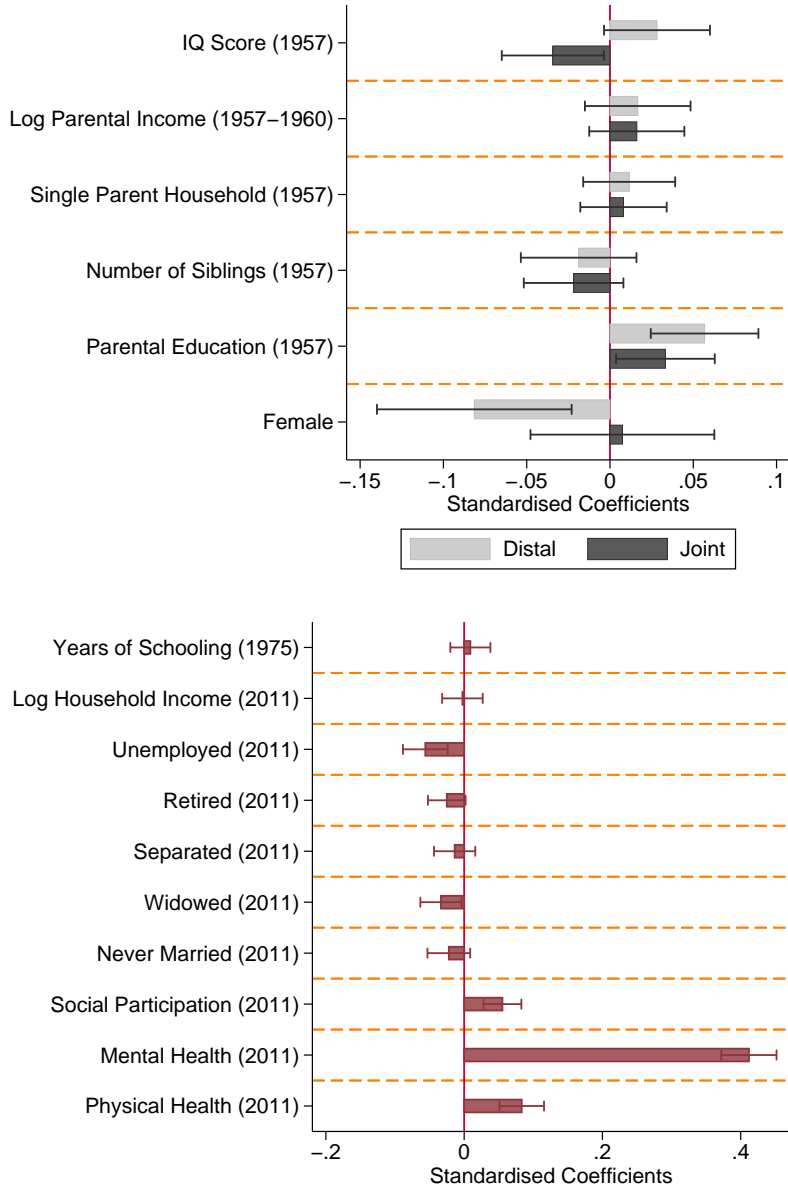 IQ Score (1957)
Log Parental Income (1957−1960)
Single Parent Household (1957)
Number of Siblings (1957)
Parental Education (1957)
Female
−.15 −.1 −.05 0 .05 .1
Standardised Coefficients
Distal Joint
Years of Schooling (1975)
Log Household Income (2011)
Unemployed (2011)
Retired (2011)
Separated (2011)
Widowed (2011)
Never Married (2011)
Social Participation (2011)
Mental Health (2011)
Physical Health (2011)
−.2 0 .2 .4
Standardised Coefficients